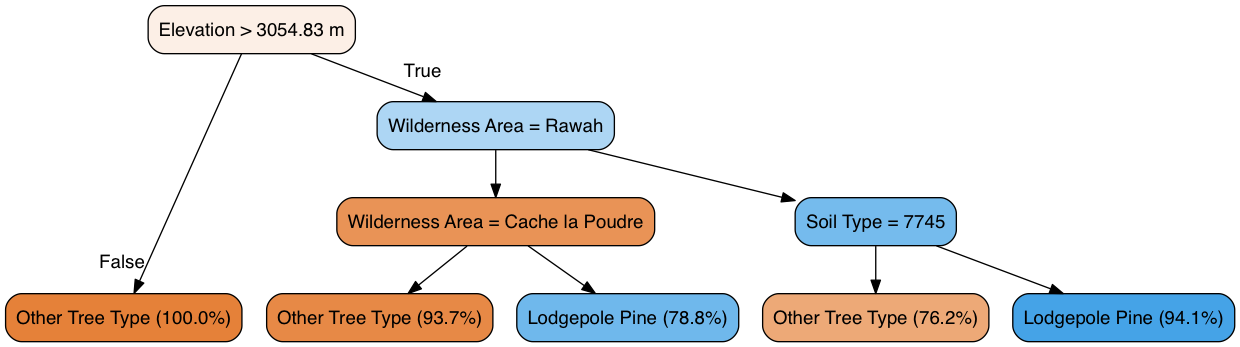 Elevation > 3054.83 m
True
Wilderness Area = Rawah
Wilderness Area = Cache la Poudre
Soil Type = 7745
False
Other Tree Type (100.0%)
Other Tree Type (93.7%)
Lodgepole Pine (78.8%)
Other Tree Type (76.2%)
Lodgepole Pine (94.1%)